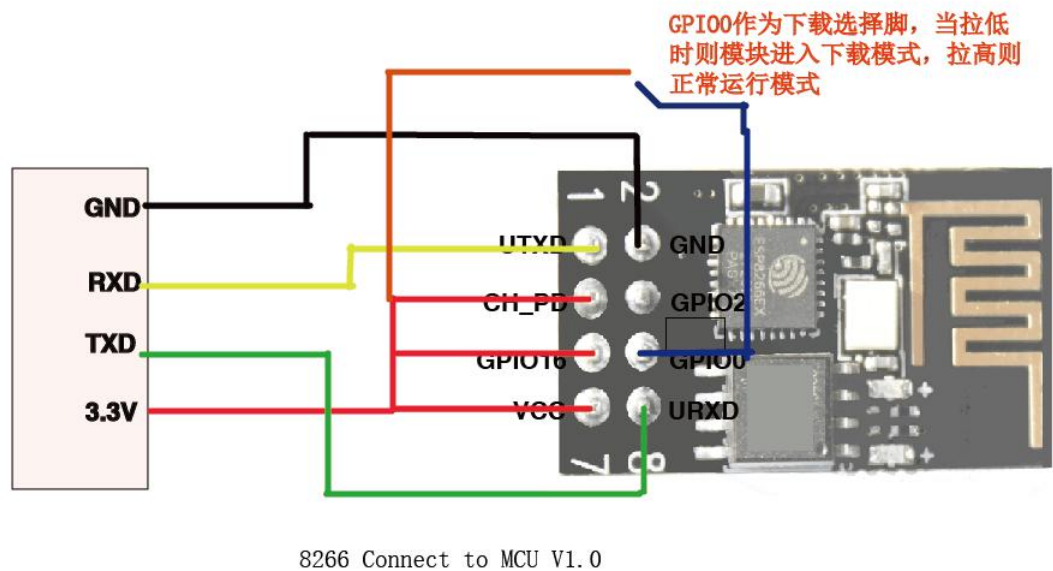 GPIO0作为下载选择脚，当拉低
时则模块进入下载模式，拉高则
正常运行模式
1
2
GND
UTXD
GND
RXD
CH_PD
GPIO2
ESP8266EX
TXD
GPIO16
GPIO0
3.3V
VCC
URXD
7
8
8266 Connect to MCU V1.0